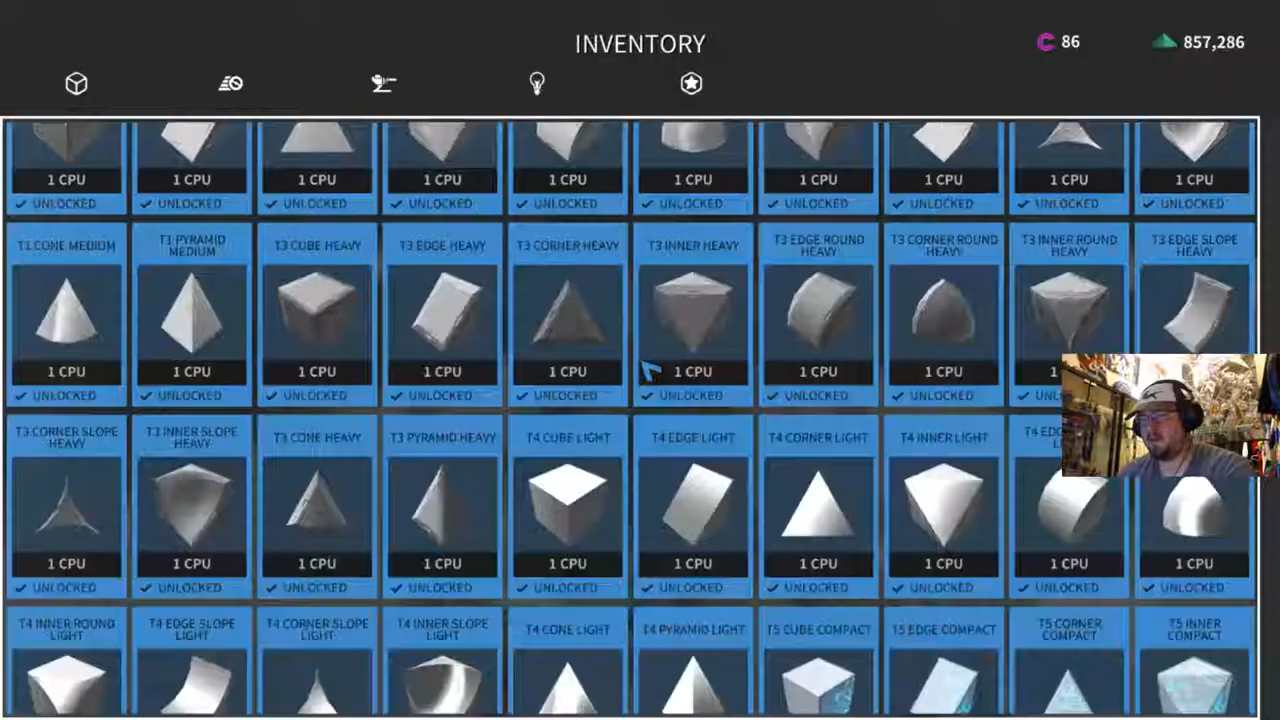 INVENTORY
86
857,286
1 CPU 1 CPU 1 CPU 1 CPU 1 CPU 1 CPU 1 CPU 1 CPU 1 CPU 1 CPU
UNLOCKED UNLOCKED UNLOCKED UNLOCKED UNLOCKED UNLOCKED UNLOCKED UNLOCKED UNLOCKED UNLOCKED
T1 CONE MEDIUM
T1 PYRAMID
MEDIUM
T3 CUBE HEAVY
T3 EDGE HEAVY
T3 CORNER HEAVY
T3 INNER HEAVY
T3 EDGE ROUND
HEAVY
T3 CORNER ROUND
HEAVY
T3 INNER ROUND
HEAVY
T3 EDGE SLOPE
HEAVY
1 CPU 1 CPU 1 CPU 1 CPU 1 CPU 1 CPU 1 CPU 1 CPU 1
UNLOCKED UNLOCKED UNLOCKED UNLOCKED UNLOCKED UNLOCKED UNLOCKED UNLOCKED
T3 CORNER SLOPE
HEAVY
T3 INNER SLOPE
HEAVY
T3 CONE HEAVY
T3 PYRAMID HEAVY
T4 CUBE LIGHT
T4 EDGE LIGHT
T4 CORNER LIGHT
T4 INNER LIGHT
T4
1 CPU 1 CPU 1 CPU 1 CPU 1 CPU 1 CPU 1 CPU 1 CPU 1 CPU 1 CPU
UNLOCKED UNLOCKED UNLOCKED UNLOCKED UNLOCKED UNLOCKED UNLOCKED UNLOCKED UNLOCKED UNLOCKED
T4 INNER ROUND
LIGHT
T4 EDGE SLOPE
LIGHT
T4 CORNER SLOPE
LIGHT
T4 INNER SLOPE
LIGHT
T4 CONE LIGHT
T4 PYRAMID LIGHT
T5 CUBE COMPACT
T5 EDGE COMPACT
T5 CORNER
COMPACT
T5 INNER
COMPACT